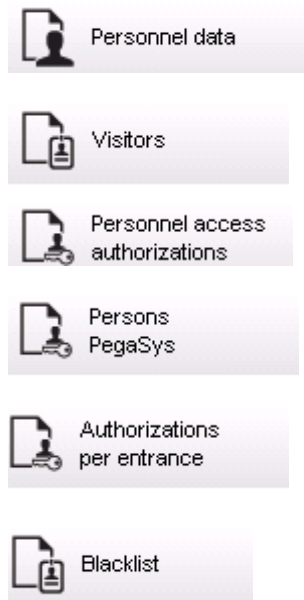 Personnel data
Visitors
Personnel access
authorizations
Persons
PegaSys
Authorizations
per entrance
Blacklist